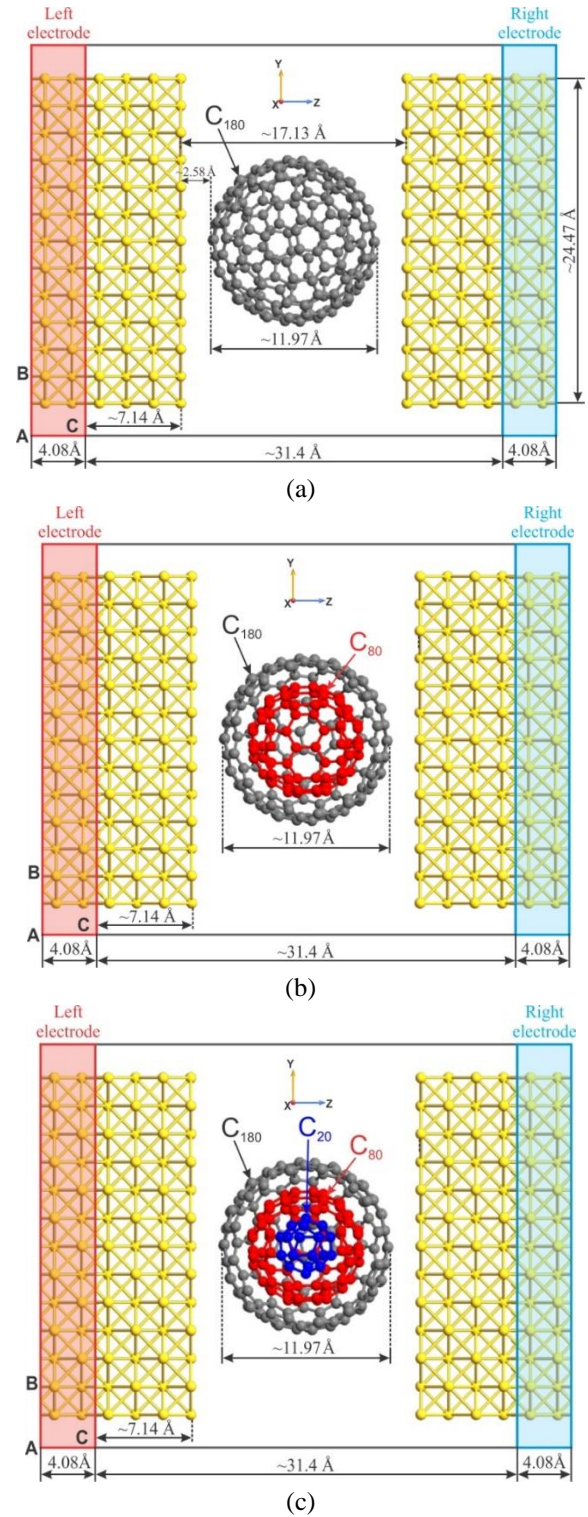 Left electrode
Right electrode
Y
X
Z
C180
~17.13 Å
~2.58Å
~24.47 Å
~11.97 Å
B
C
~7.14 Å
A
4.08Å
~31.4 Å
4.08Å
(a)
Left electrode
Right electrode
Y
X
Z
C180
C80
~11.97 Å
B
C
~7.14 Å
A
4.08Å
~31.4 Å
4.08Å
(b)
Left electrode
Right electrode
Y
X
Z
C180
C20
C80
~11.97 Å
B
C
~7.14 Å
A
4.08Å
~31.4 Å
4.08Å
(c)